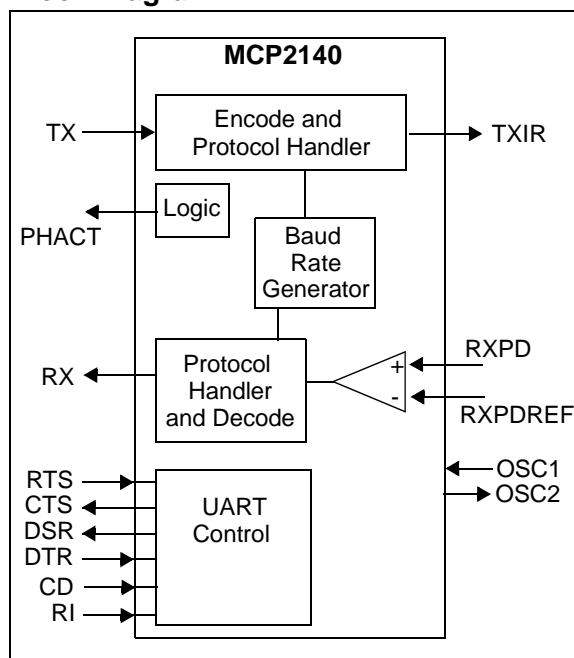 MCP2140
TX
Encode and
Protocol Handler
TXIR
Logic
PHACT
Baud
Rate
Generator
RX
Protocol
Handler
and Decode
+
-
RXPD
RXPDREF
RTS
CTS
DSR
DTR
CD
RI
UART
Control
OSC1
OSC2